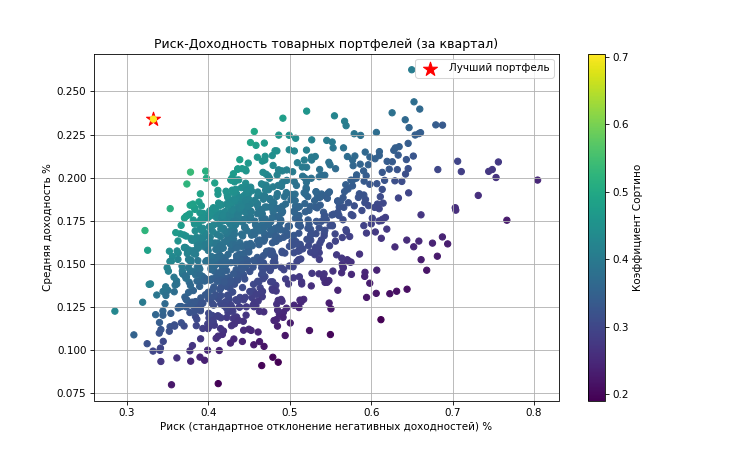 Риск-Доходность товарных портфелей (за квартал)
Лучший портфель
0.250
0.225
0.200
0.175
0.150
0.125
0.100
0.075
Средняя доходность %
0.3 0.4 0.5 0.6 0.7 0.8
Риск (стандартное отклонение негативных доходностей) %
0.7
0.6
0.5
0.4
0.3
0.2
Коэффициент Сортино